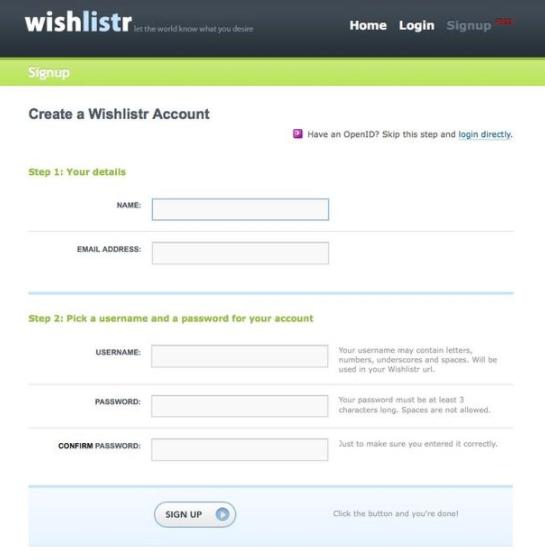 wishlistr let the world know what you desire
Home Login Signup
Signup
Create a Wishlistr Account
Have an OpenID? Skip this step and login directly.
Step 1: Your details
NAME:
EMAIL ADDRESS:
Step 2: Pick a username and a password for your account
USERNAME:
Your username may contain letters,
numbers, underscores and spaces. Will be
used in your Wishlistr url.
PASSWORD:
Your password must be at least 3
characters long. Spaces are not allowed.
CONFIRM PASSWORD:
Just to make sure you entered it correctly.
SIGN UP
Click the button and you're done!